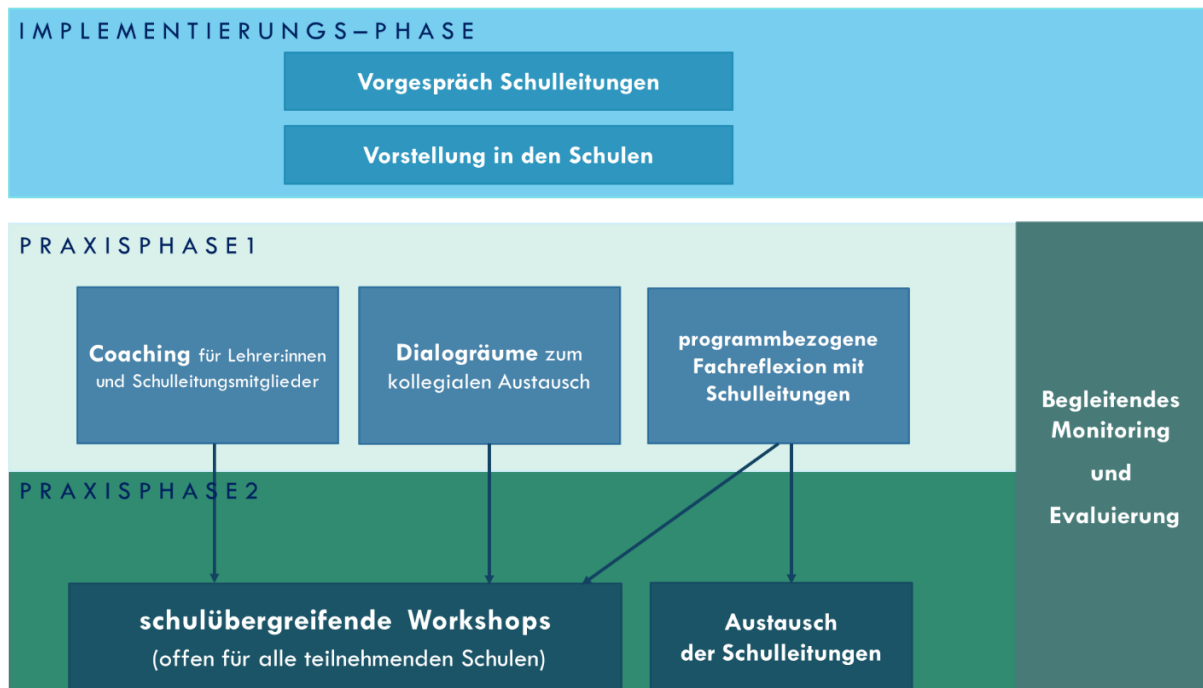 IMPLEMENTIERUNGS–PHASE
Vorgespräch Schulleitungen
Vorstellung in den Schulen
PRAXISPHASE1
Coaching für Lehrer:innen
und Schulleitungsmitglieder
Dialogräume zum
kollegialen Austausch
programmbezogene
Fachreflexion mit
Schulleitungen
Begleitendes
Monitoring
und
Evaluierung
PRAXISPHASE2
schulübergreifende Workshops
(offen für alle teilnehmenden Schulen)
Austausch
der Schulleitungen